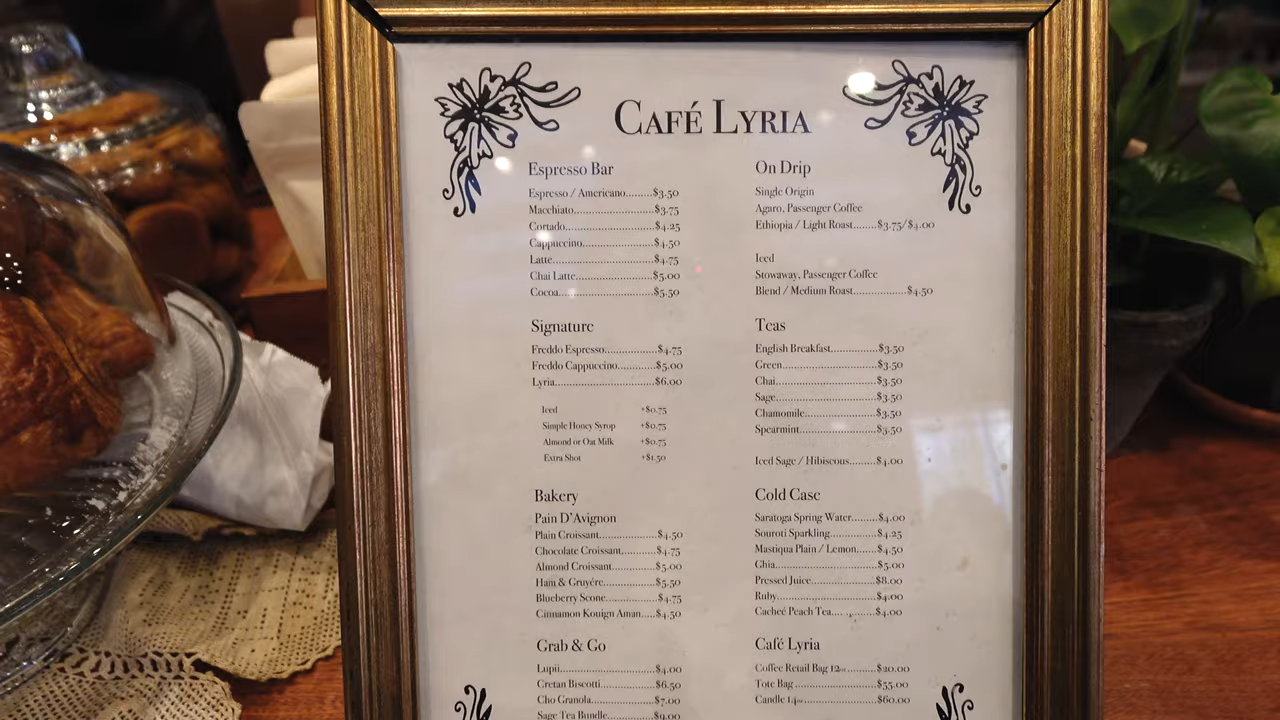 CAFÉ LYRIA
Espresso Bar
Espresso / Americano.........$3.50
Macchiato............................$3.75
Cortado................................$4.25
Cappuccino.........................$4.50
Latte.....................................$4.75
Chai Latte............................$5.00
Cocoa...................................$5.50
Signature
Freddo Espresso.................$4.75
Freddo Cappuccino.............$5.00
Lyria.....................................$6.00
Iced +$0.75
Simple Honey Syrup +$0.75
Almond or Oat Milk +$0.75
Extra Shot +$1.50
Bakery
Pain D'Avignon
Plain Croissant....................$4.50
Chocolate Croissant............$4.75
Almond Croissant................$5.00
Ham & Gruyére...................$5.50
Blueberry Scone..................$4.75
Cinnamon Kouign Aman.....$4.50
Grab & Go
Lupii.....................................$4.00
Cretan Biscotti....................$6.50
Cho Granola........................$7.00
Sage Tea Bundle..................$9.00
On Drip
Single Origin
Agaro, Passenger Coffee
Ethiopia / Light Roast........$3.75/$4.00
Iced
Stowaway, Passenger Coffee
Blend / Medium Roast..................$4.50
Teas
English Breakfast...............$3.50
Green................................$3.50
Chai..................................$3.50
Sage..................................$3.50
Chamomile.......................$3.50
Spearmint.........................$3.50
Iced Sage / Hibiscous.........$4.00
Cold Case
Saratoga Spring Water........$4.00
Souroti Sparkling...............$4.25
Mastiqua Plain / Lemon......$4.50
Ghia..................................$5.00
Pressed Juice.....................$8.00
Ruby..................................$4.00
Cacheé Peach Tea...............$4.00
Café Lyria
Coffee Retail Bag 12oz..........$20.00
Tote Bag............................$55.00
Candle 14oz........................$60.00